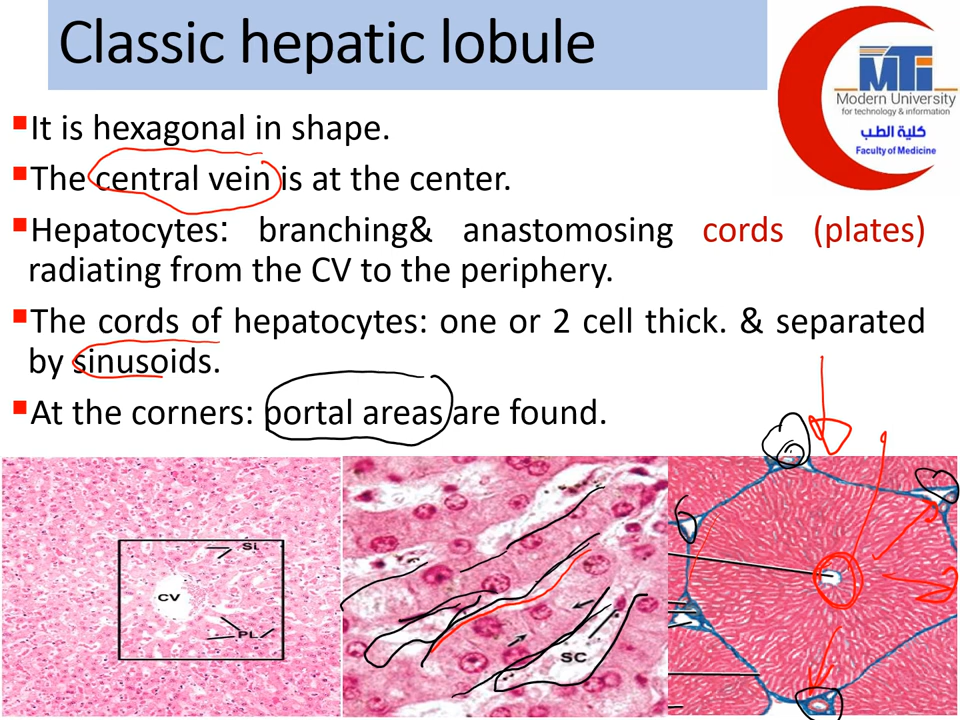 Classic hepatic lobule
MTi
Modern University
for technology & information
كلية الطب
Faculty of Medicine
It is hexagonal in shape.
The central vein is at the center.
Hepatocytes: branching& anastomosing cords (plates)
radiating from the CV to the periphery.
The cords of hepatocytes: one or 2 cell thick. & separated
by sinusoids.
At the corners: portal areas are found.
SI
CV
PL
SC